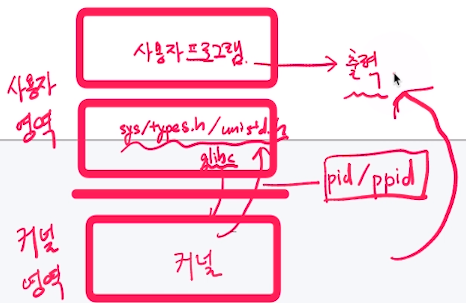 사용자 프로그램.
출력
사용자
영역
sys/types.h/unistd.h
glibc
pid/ppid
커널
영역
커널